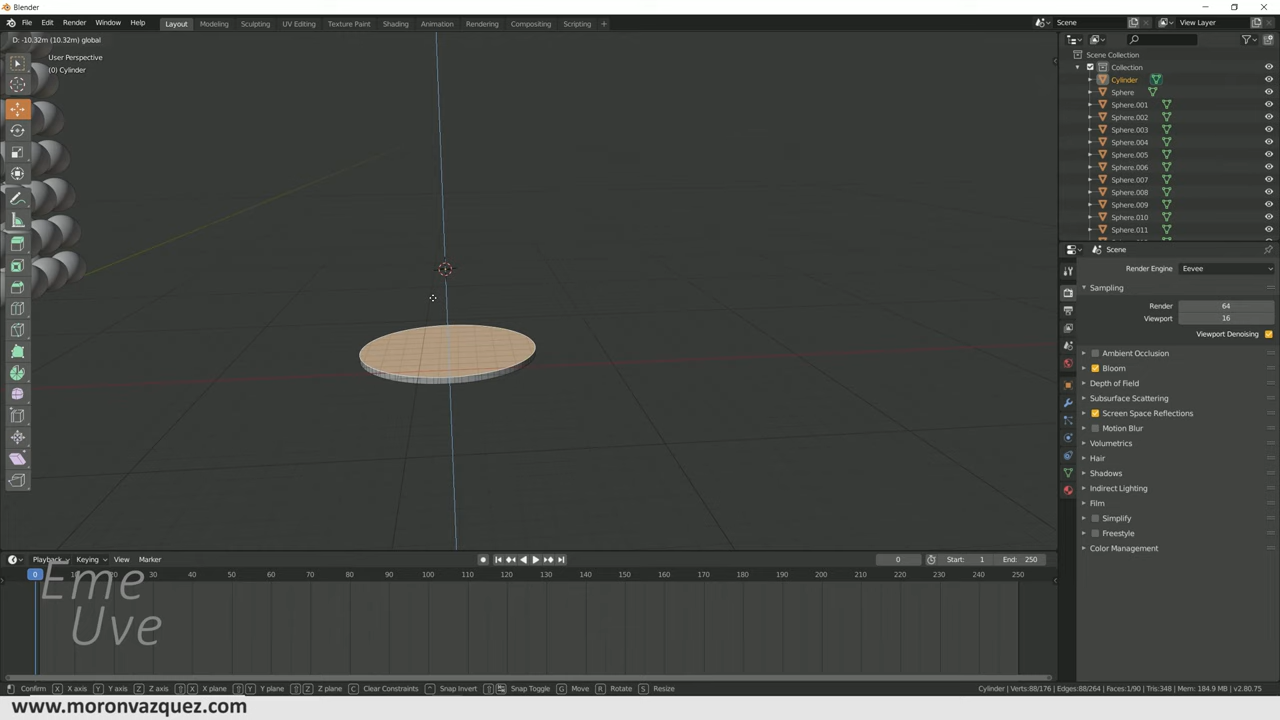 Blender
File Edit Render Window Help
Layout Modeling Sculpting UV Editing Texture Paint Shading Animation Rendering Compositing Scripting +
Scene
View Layer
D: -10.32m (10.32m) global
User Perspective
(0) Cylinder
Scene Collection
Collection
Cylinder
Sphere
Sphere.001
Sphere.002
Sphere.003
Sphere.004
Sphere.005
Sphere.006
Sphere.007
Sphere.008
Sphere.009
Sphere.010
Sphere.011
Scene
Render Engine Eevee
Sampling
Render 64
Viewport 16
Viewport Denoising
Ambient Occlusion
Bloom
Depth of Field
Subsurface Scattering
Screen Space Reflections
Motion Blur
Volumetrics
Hair
Shadows
Indirect Lighting
Film
Simplify
Freestyle
Color Management
Playback Keying View Marker
0 Start: 1 End: 250
0 10 20 30 40 50 60 70 80 90 100 110 120 130 140 150 160 170 180 190 200 210 220 230 240 250
Eme
Uve
Confirm X X axis Y Y axis Z Z axis X X plane Y Y plane Z Z plane C Clear Constraints Snap Invert Snap Toggle G Move R Rotate S Resize
Cylinder | Verts:88/176 | Edges:88/264 | Faces:1/90 | Tris:348 | Mem: 184.9 MB | v2.80.75
www.moronvazquez.com